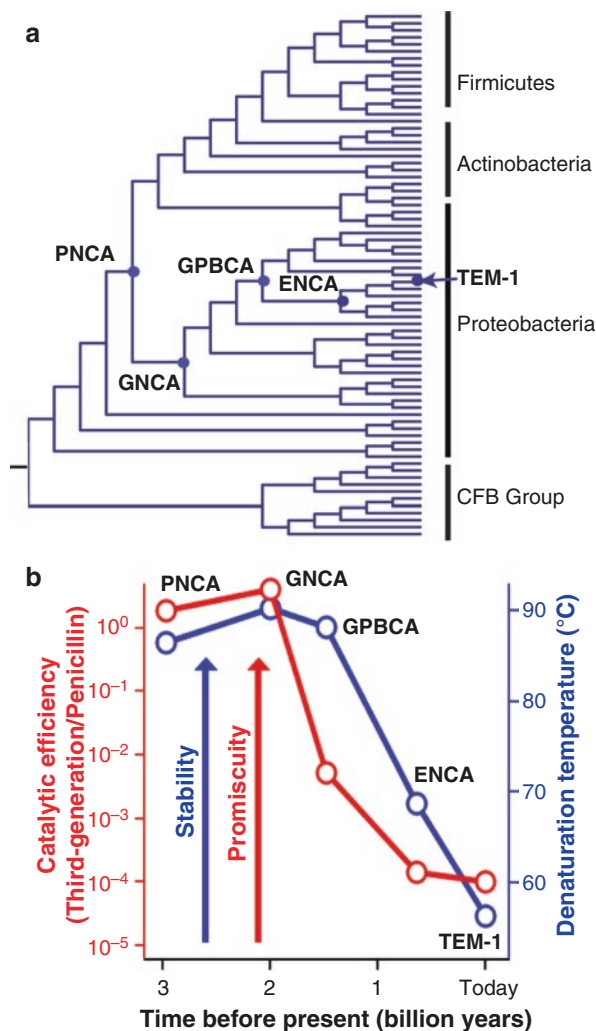 a
Firmicutes
Actinobacteria
PNCA
GPBCA
ENCA
TEM-1
Proteobacteria
GNCA
CFB Group
b
PNCA
GNCA
GPBCA
ENCA
TEM-1
Catalytic efficiency
(Third-generation/Penicillin)
10⁰
10⁻¹
10⁻²
10⁻³
10⁻⁴
10⁻⁵
Stability
Promiscuity
90
80
70
60
Denaturation temperature (°C)
3
2
1
Today
Time before present (billion years)